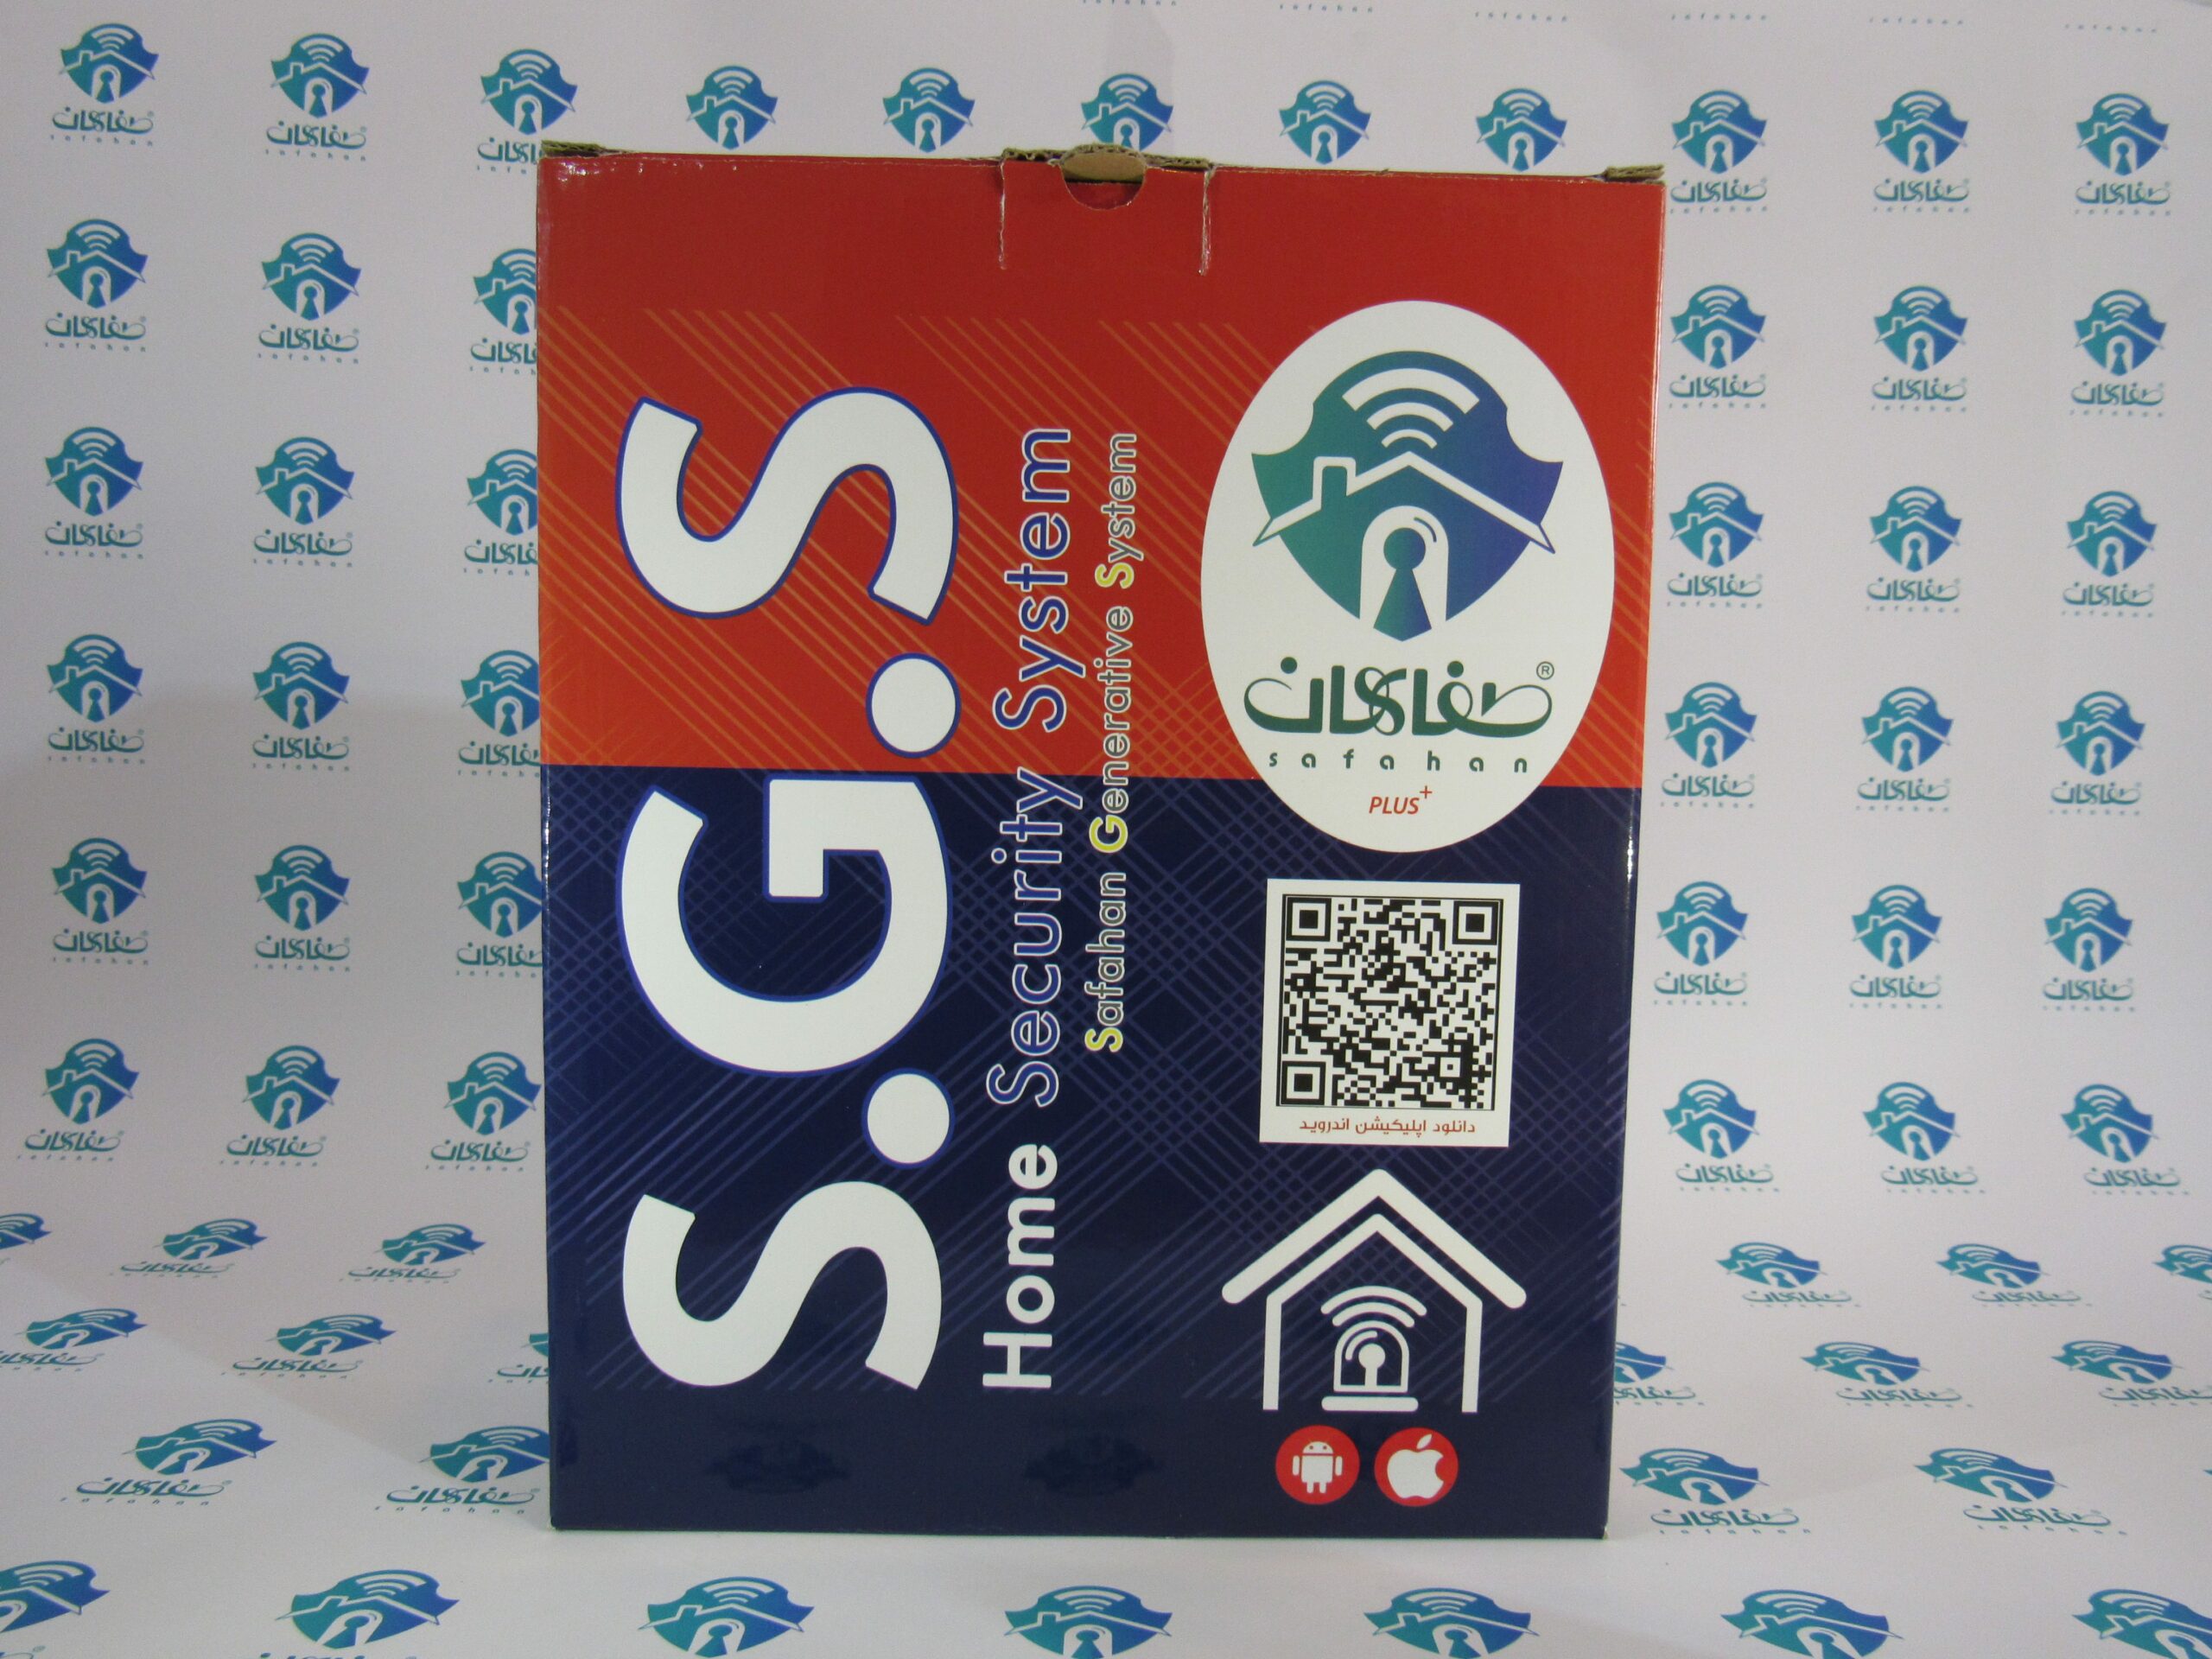 S.G.S
Home Security System
Safahan Generative System
صفاهان®
safahan
PLUS+
دانلود اپلیکیشن اندروید